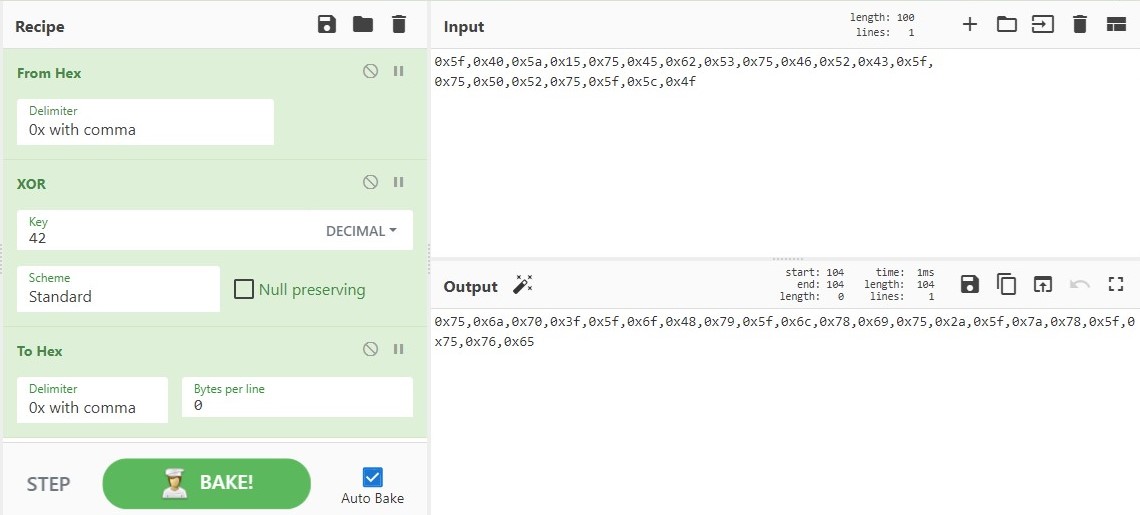 Recipe
From Hex
Delimiter
0x with comma
XOR
Key
42
DECIMAL
Scheme
Standard
Null preserving
To Hex
Delimiter
0x with comma
Bytes per line
0
STEP
BAKE!
Auto Bake
Input
length: 100
lines: 1
0x5f,0x40,0x5a,0x15,0x75,0x45,0x62,0x53,0x75,0x46,0x52,0x43,0x5f,
0x75,0x50,0x52,0x75,0x5f,0x5c,0x4f
Output
start: 104
end: 104
length: 0
time: 1ms
length: 104
lines: 1
0x75,0x6a,0x70,0x3f,0x5f,0x6f,0x48,0x79,0x5f,0x6c,0x78,0x69,0x75,0x2a,0x5f,0x7a,0x78,0x5f,0
x75,0x76,0x65